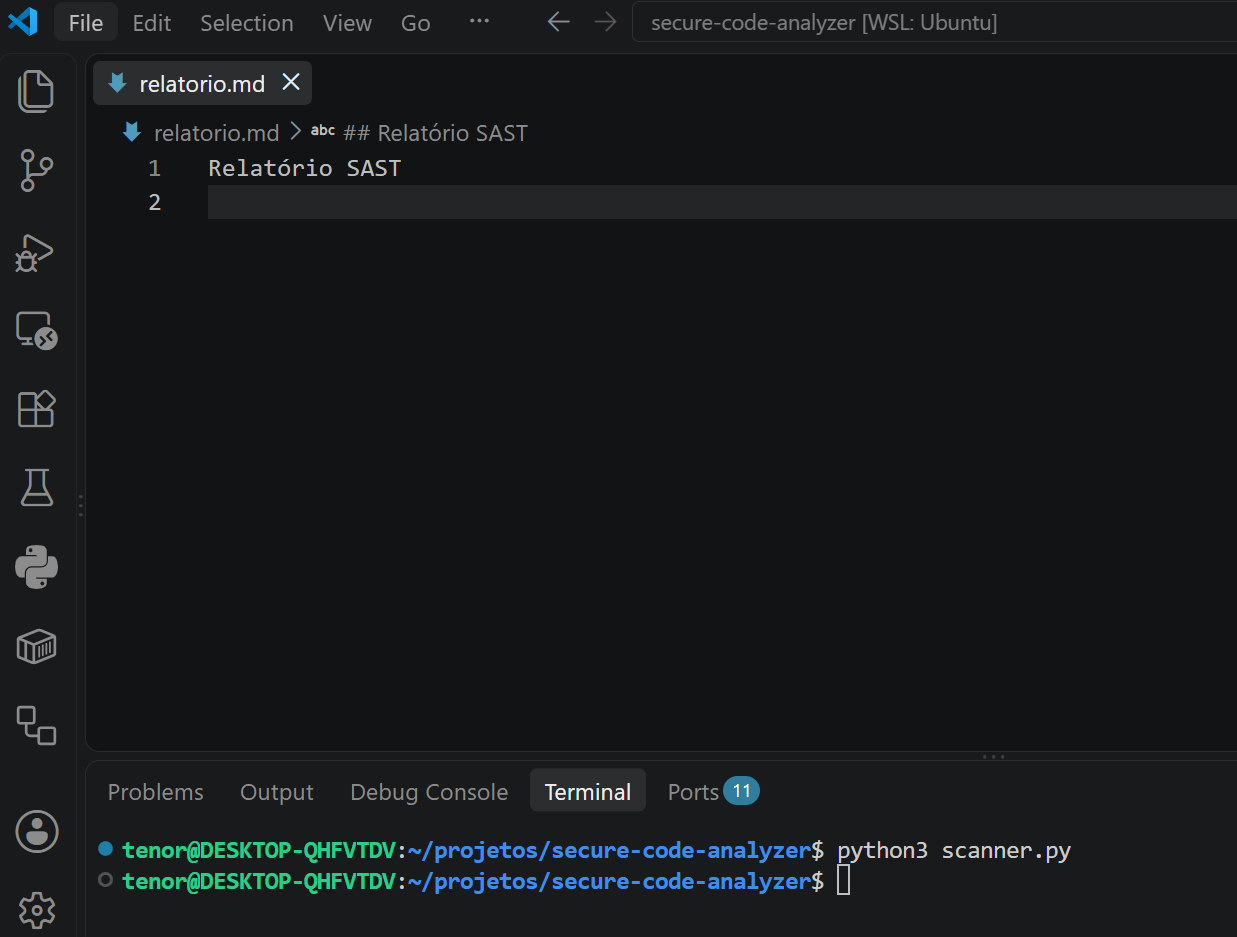 File Edit Selection View Go ··· secure-code-analyzer [WSL: Ubuntu]
relatorio.md
relatorio.md > abc ## Relatório SAST
1 Relatório SAST
2
Problems Output Debug Console Terminal Ports 11
tenor@DESKTOP-QHFVTDV:~/projetos/secure-code-analyzer$ python3 scanner.py
tenor@DESKTOP-QHFVTDV:~/projetos/secure-code-analyzer$